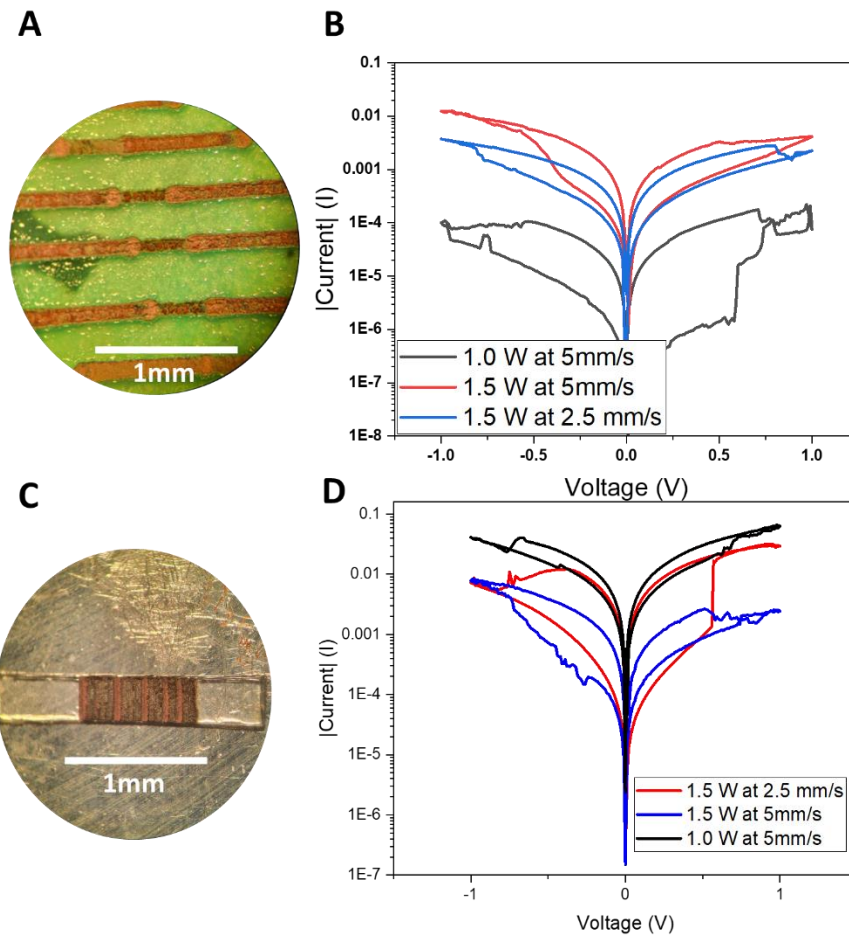 A
1mm
B
|Current| (I)
0.1
0.01
0.001
1E-4
1E-5
1E-6
1E-7
1E-8
1.0 W at 5mm/s
1.5 W at 5mm/s
1.5 W at 2.5 mm/s
-1.0
-0.5
0.0
0.5
1.0
Voltage (V)
C
1mm
D
|Current| (I)
0.1
0.01
0.001
1E-4
1E-5
1E-6
1E-7
1.5 W at 2.5 mm/s
1.5 W at 5mm/s
1.0 W at 5mm/s
-1
0
1
Voltage (V)